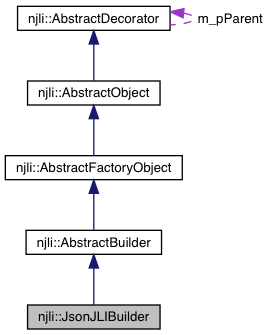 njli::AbstractDecorator
m_pParent
njli::AbstractObject
njli::AbstractFactoryObject
njli::AbstractBuilder
njli::JsonJLIBuilder